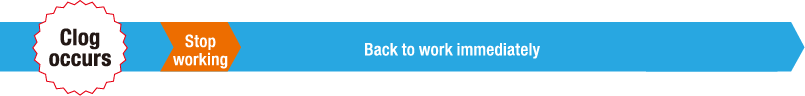 Clog
occurs
Stop
working
Back to work immediately